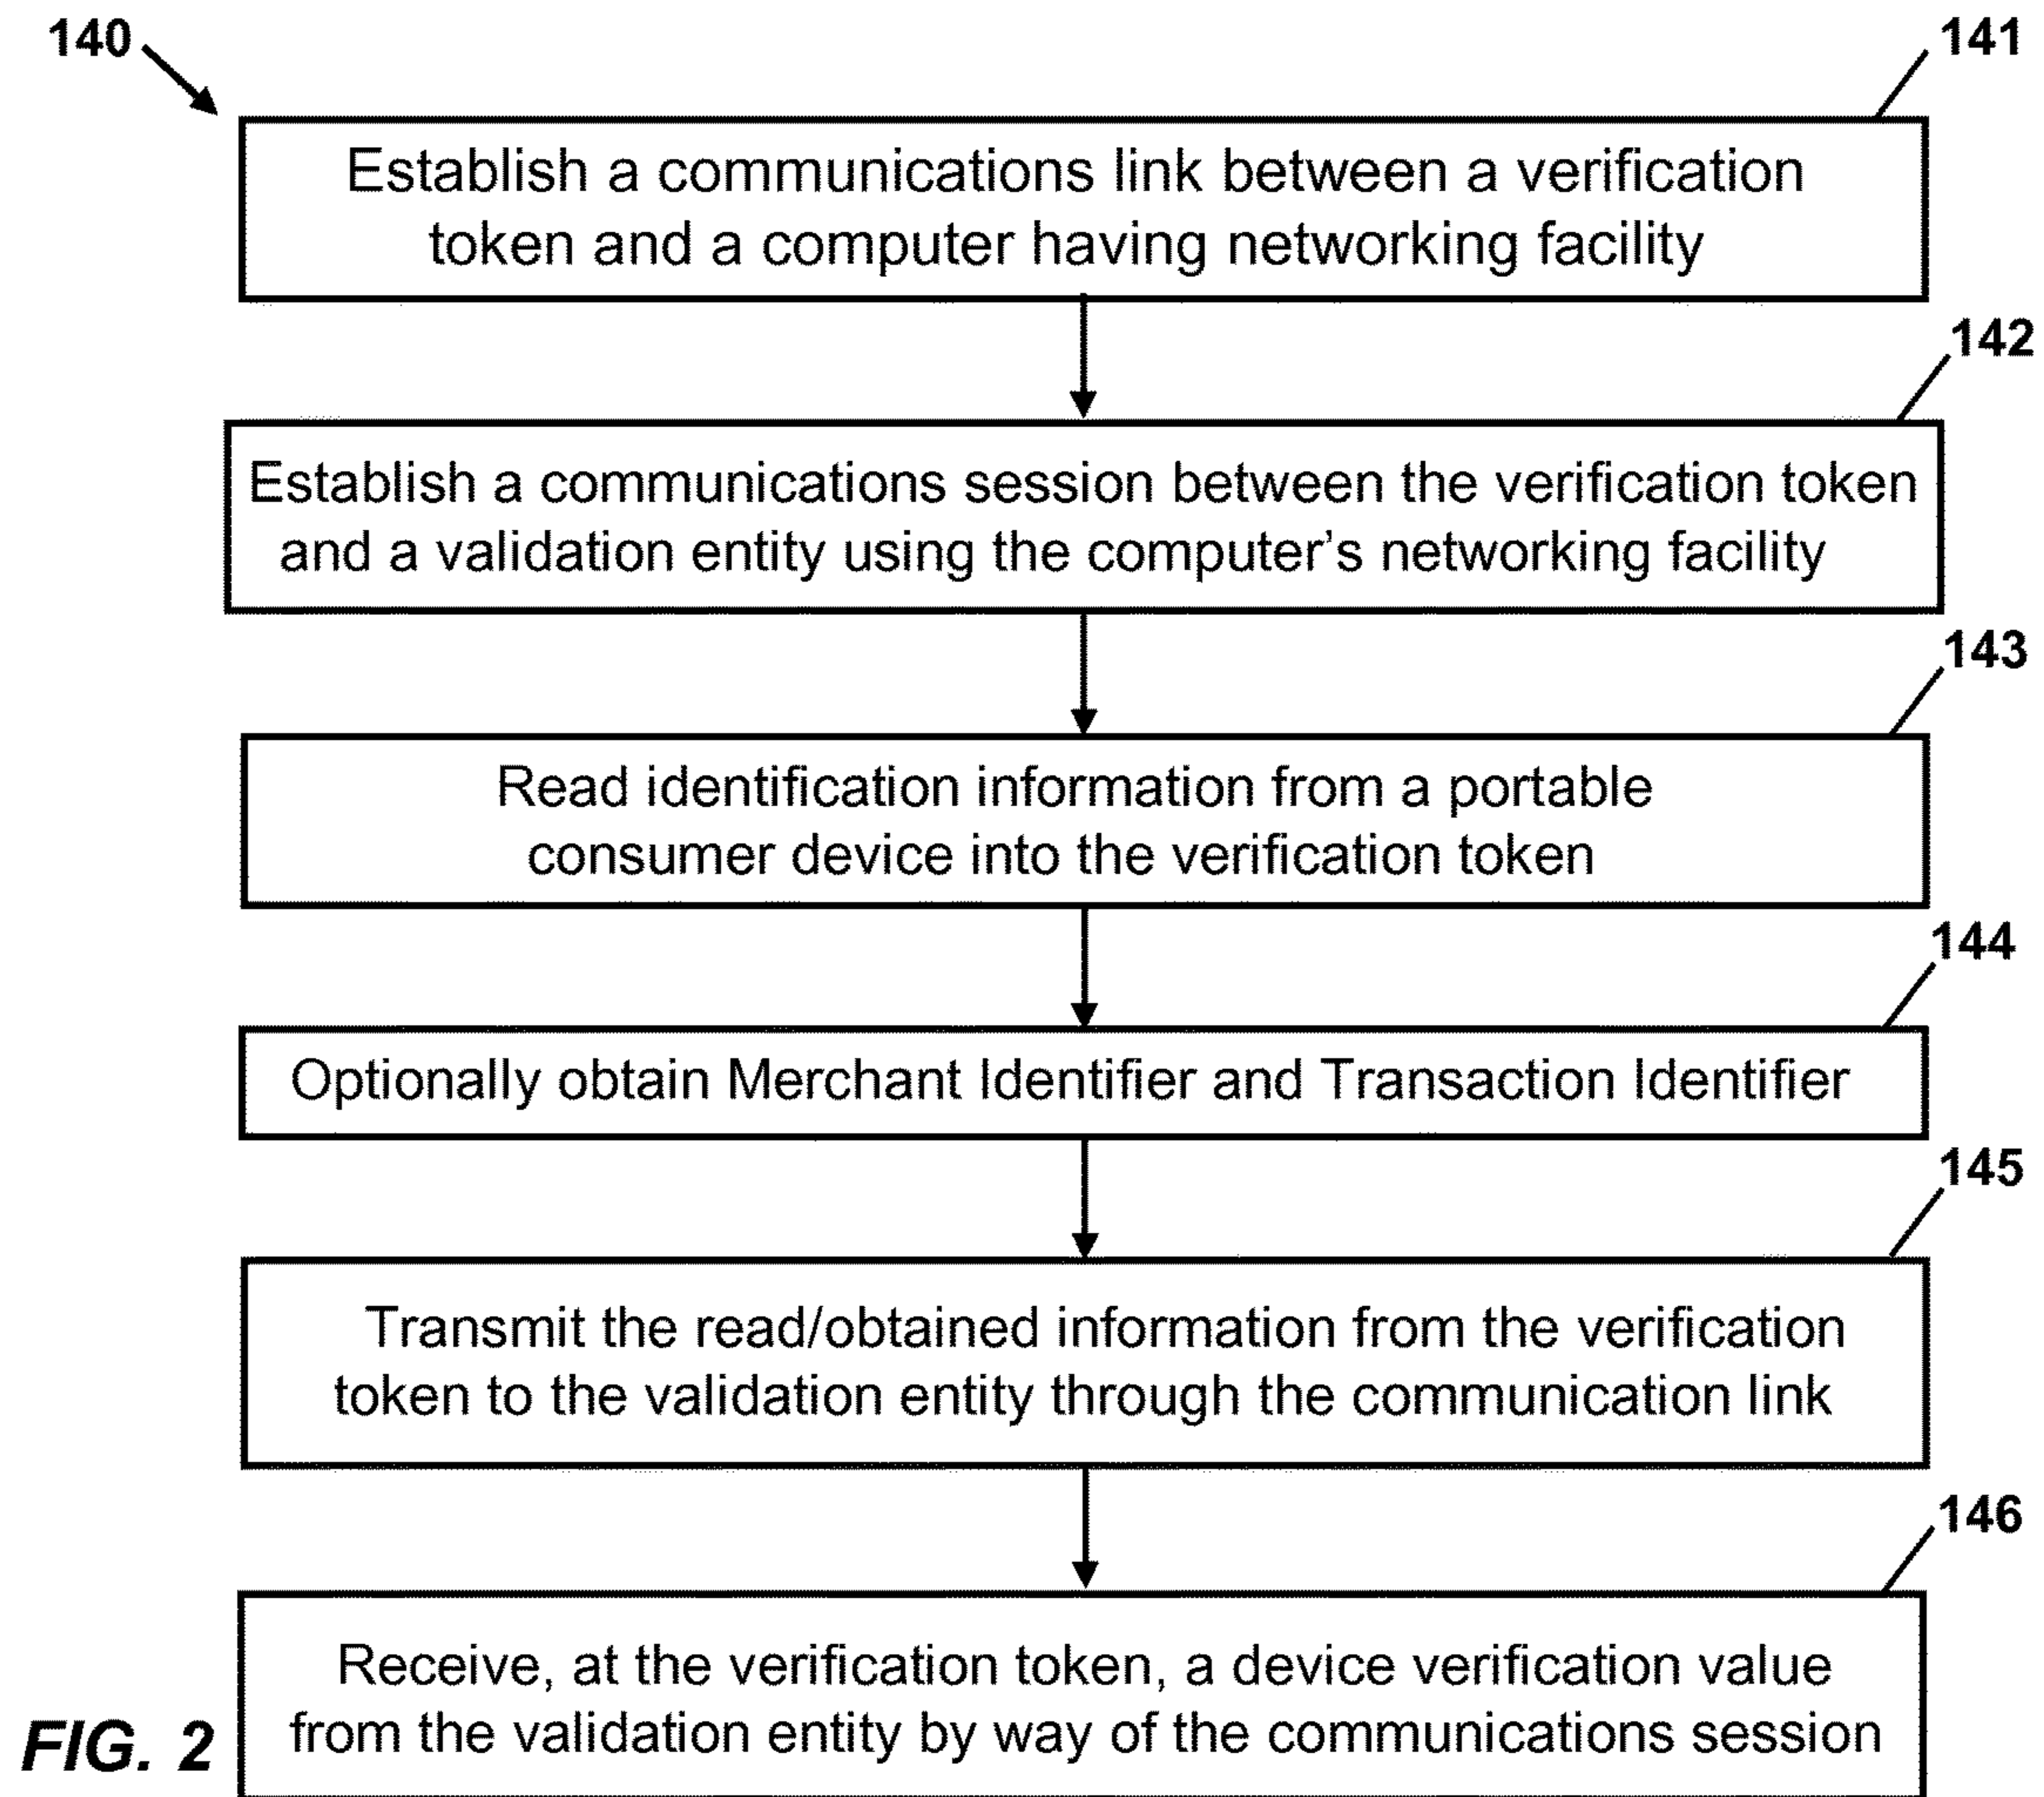 140
141
Establish a communications link between a verification
token and a computer having networking facility
142
Establish a communications session between the verification token
and a validation entity using the computer’s networking facility
143
Read identification information from a portable
consumer device into the verification token
144
Optionally obtain Merchant Identifier and Transaction Identifier
145
Transmit the read/obtained information from the verification
token to the validation entity through the communication link
146
Receive, at the verification token, a device verification value
from the validation entity by way of the communications session
FIG. 2